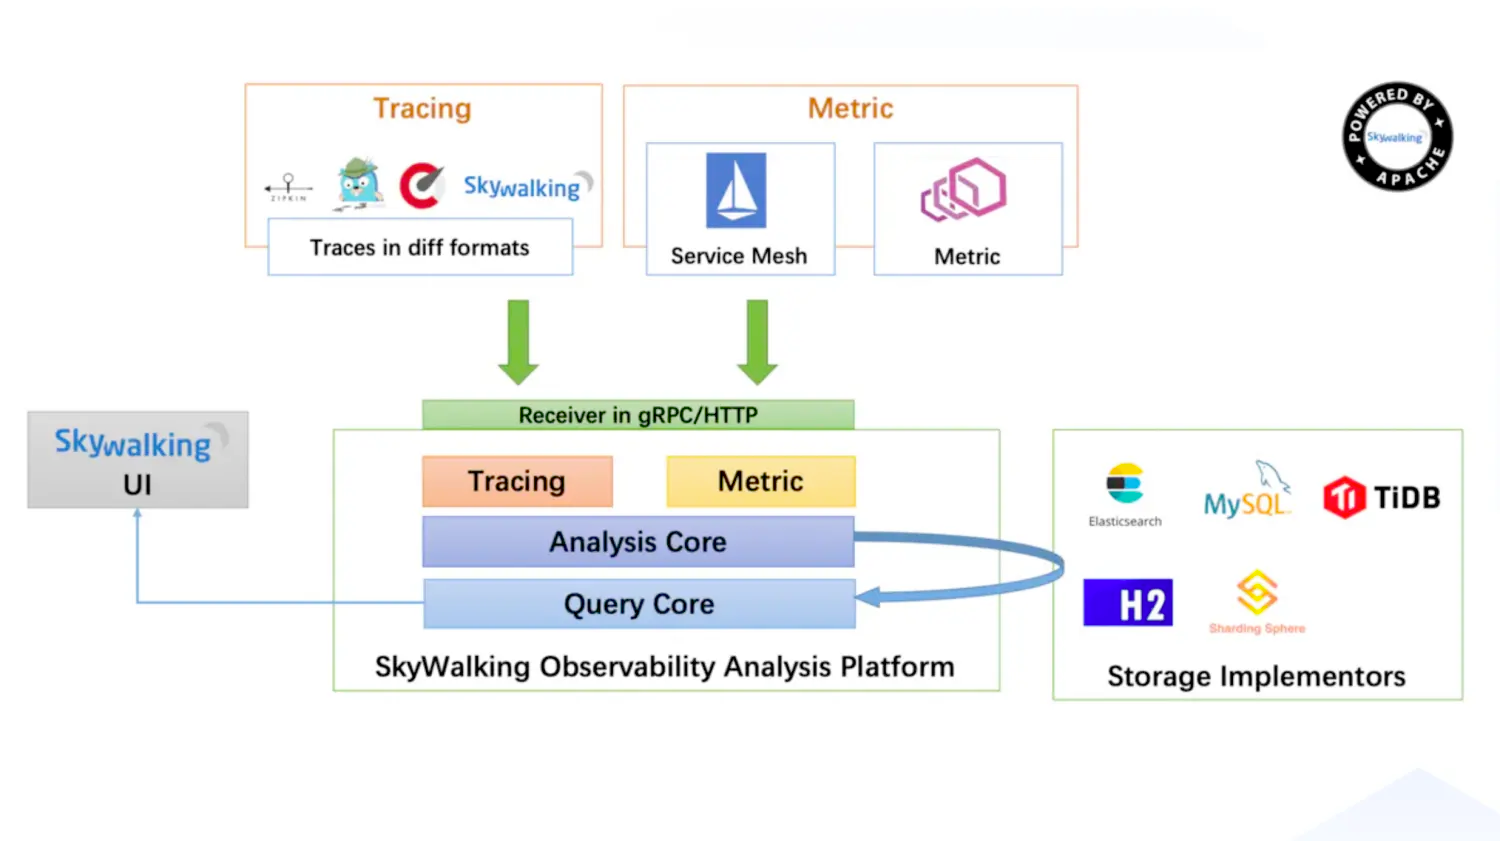 Tracing
Metric
POWERED BY
Skywalking
APACHE
ZIPKIN
Skywalking
Traces in diff formats
Service Mesh
Metric
Receiver in gRPC/HTTP
Skywalking
UI
Tracing
Metric
Analysis Core
Query Core
SkyWalking Observability Analysis Platform
Elasticsearch
MySQL
TiDB
H2
Sharding Sphere
Storage Implementors